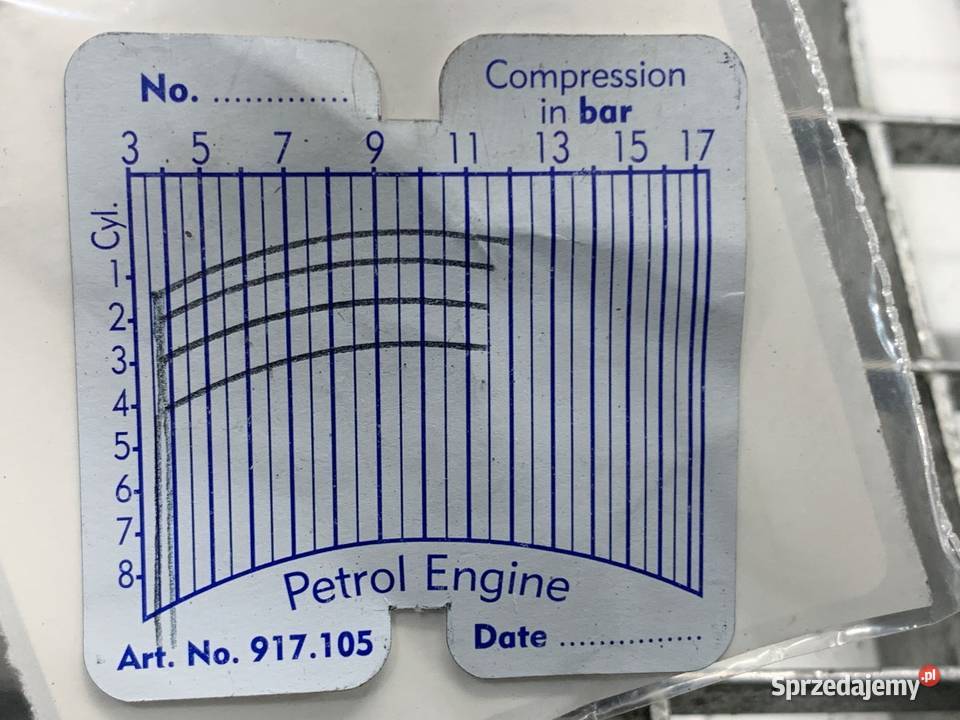 No. .............
Compression
in bar
3 5 7 9 11 13 15 17
Cyl.
1
2
3
4
5
6
7
8
Petrol Engine
Art. No. 917.105
Date ...............
Sprzedajemy.pl